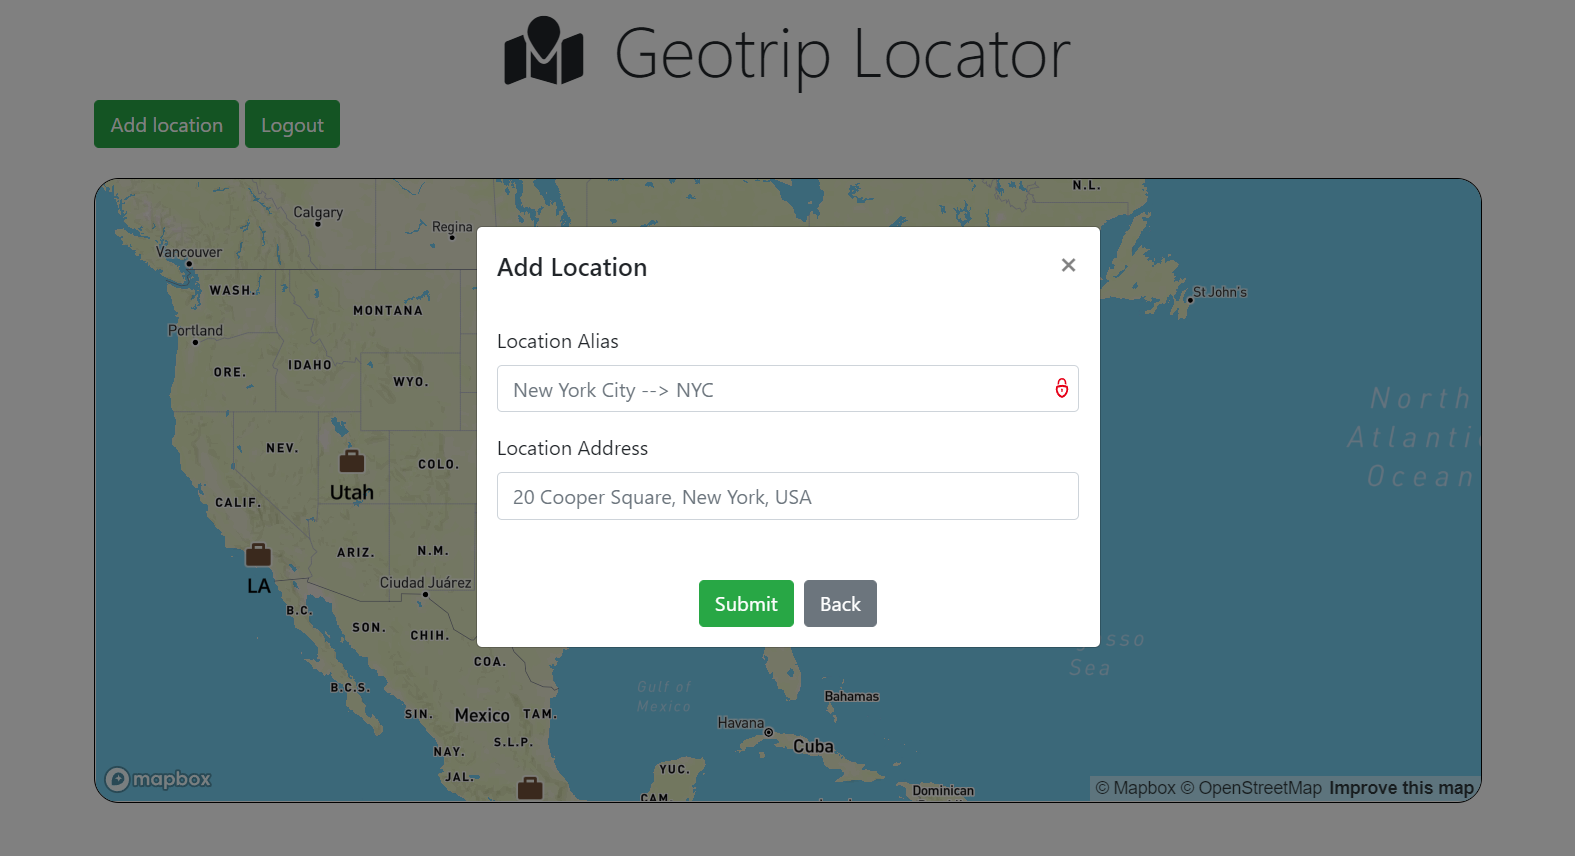 Geotrip Locator
Add location
Logout
N.L.
Calgary
Regina
Vancouver
WASH.
MONTANA
Portland
ORE.
IDAHO
WYO.
NEV.
COLO.
Utah
CALIF.
ARIZ.
N.M.
LA
Ciudad Juárez
B.C.
SON.
CHIH.
COA.
B.C.S.
SIN.
Mexico
TAM.
NAY.
S.L.P.
JAL.
YUC.
CAM.
Add Location
×
Location Alias
New York City --> NYC
Location Address
20 Cooper Square, New York, USA
Submit
Back
St John's
North
Atlantic
Ocean
Sea
Gulf of
Mexico
Bahamas
Havana
Cuba
Dominican
mapbox
© Mapbox © OpenStreetMap Improve this map